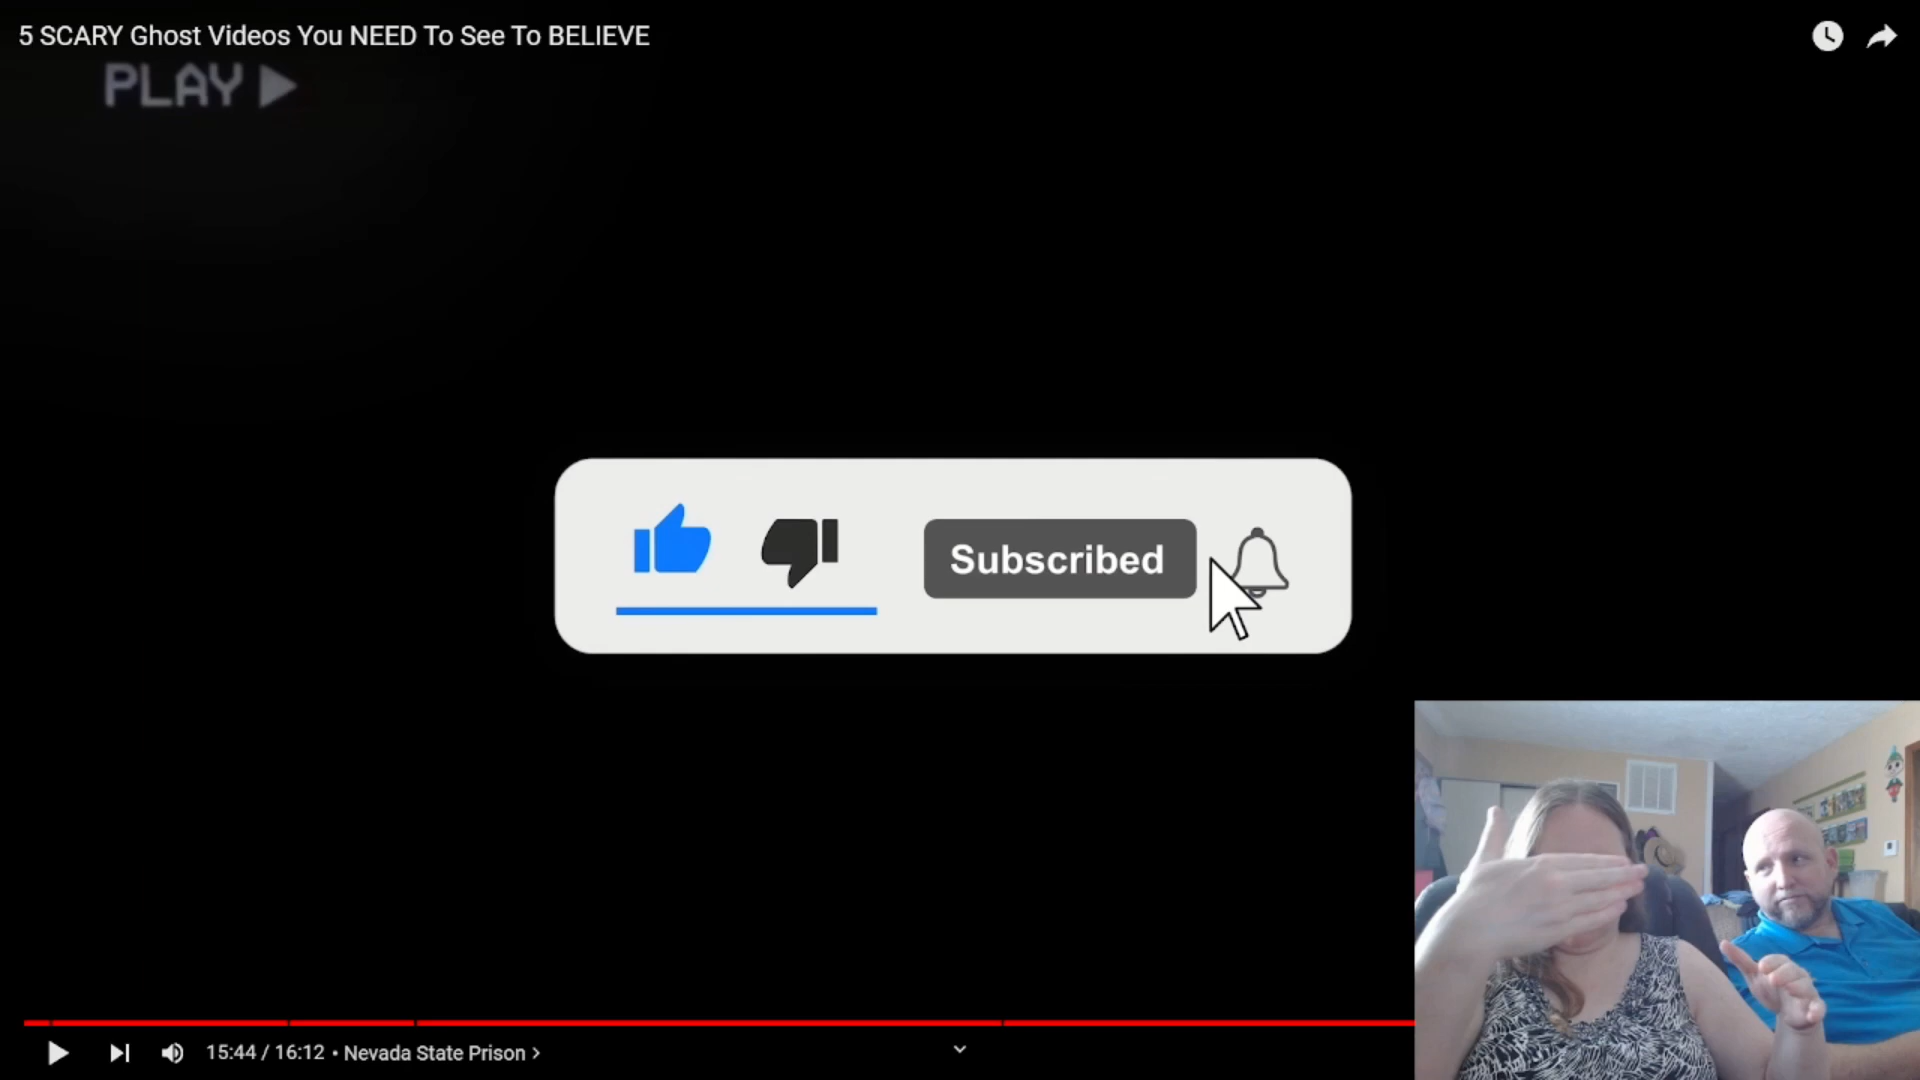 5 SCARY Ghost Videos You NEED To See To BELIEVE
PLAY
Subscribed
15:44 / 16:12 • Nevada State Prison